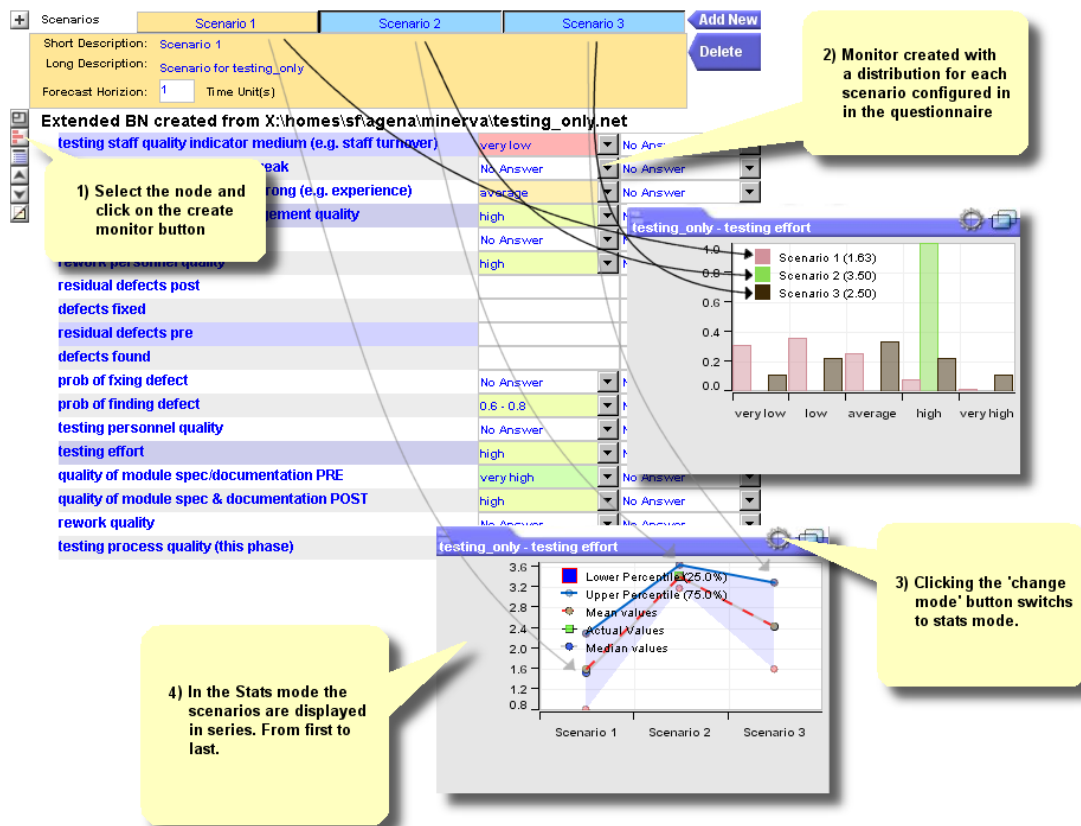 Scenarios
Scenario 1
Scenario 2
Scenario 3
Add New
Delete
Short Description: Scenario 1
Long Description: Scenario for testing_only
Forecast Horizion: 1 Time Unit(s)
2) Monitor created with
a distribution for each
scenario configured in
in the questionnaire
Extended BN created from X:\homes\sf\agena\minerva\testing_only.net
testing staff quality indicator medium (e.g. staff turnover) very low No Answer
eak No Answer No Answer
rong (e.g. experience) average No Answer
gement quality high
No Answer
rework personnel quality high
1) Select the node and
click on the create
monitor button
residual defects post
defects fixed
residual defects pre
defects found
prob of fxing defect No Answer
prob of finding defect 0.6 - 0.8
testing personnel quality No Answer
testing effort high
quality of module spec/documentation PRE very high No Answer
quality of module spec & documentation POST high No Answer
rework quality No Answer No Answer
testing process quality (this phase)
testing_only - testing effort
1.0
0.8
0.6
0.4
0.2
0.0
Scenario 1 (1.63)
Scenario 2 (3.50)
Scenario 3 (2.50)
very low low average high very high
testing_only - testing effort
3.6
3.2
2.8
2.4
2.0
1.6
1.2
0.8
Lower Percentile (25.0%)
Upper Percentile (75.0%)
Mean values
Actual Values
Median values
Scenario 1 Scenario 2 Scenario 3
3) Clicking the 'change
mode' button switchs
to stats mode.
4) In the Stats mode the
scenarios are displayed
in series. From first to
last.